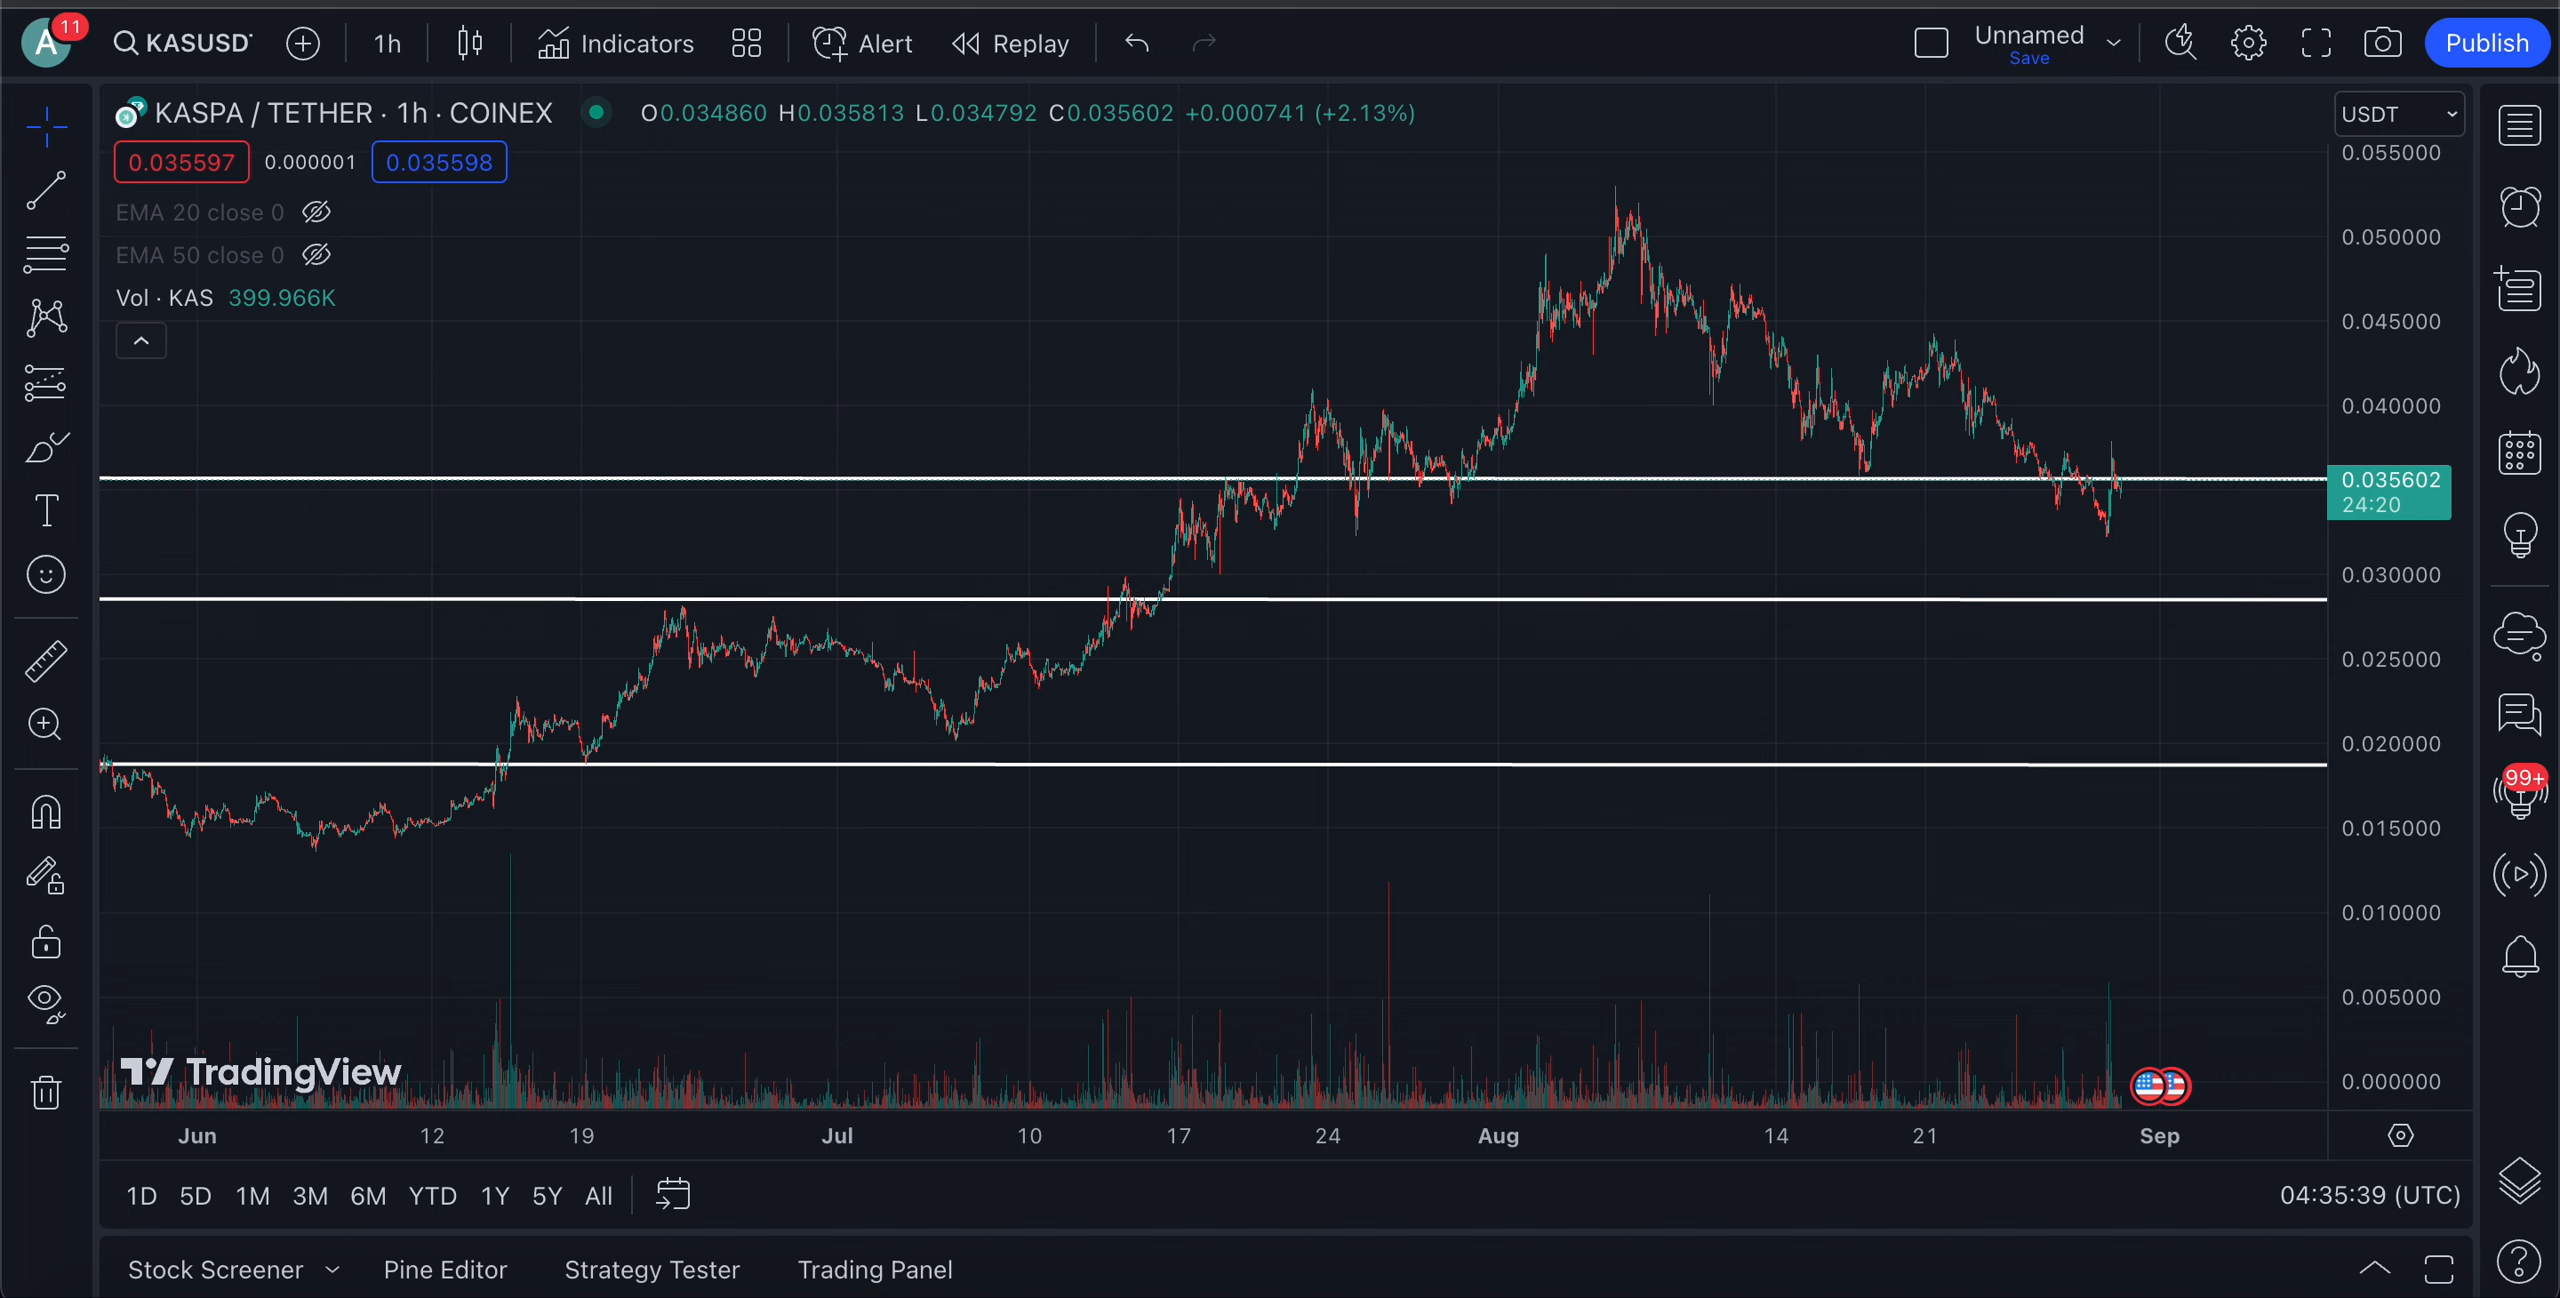 A 11 KASUSD 1h Indicators Alert Replay Unnamed Save Publish
KASPA / TETHER · 1h · COINEX O0.034860 H0.035813 L0.034792 C0.035602 +0.000741 (+2.13%)
0.035597 0.000001 0.035598
EMA 20 close 0
EMA 50 close 0
Vol · KAS 399.966K
USDT
0.055000
0.050000
0.045000
0.040000
0.035602
24:20
0.030000
0.025000
0.020000
0.015000
0.010000
0.005000
0.000000
99+
TradingView
Jun 12 19 Jul 10 17 24 Aug 14 21 Sep
1D 5D 1M 3M 6M YTD 1Y 5Y All 04:35:39 (UTC)
Stock Screener Pine Editor Strategy Tester Trading Panel